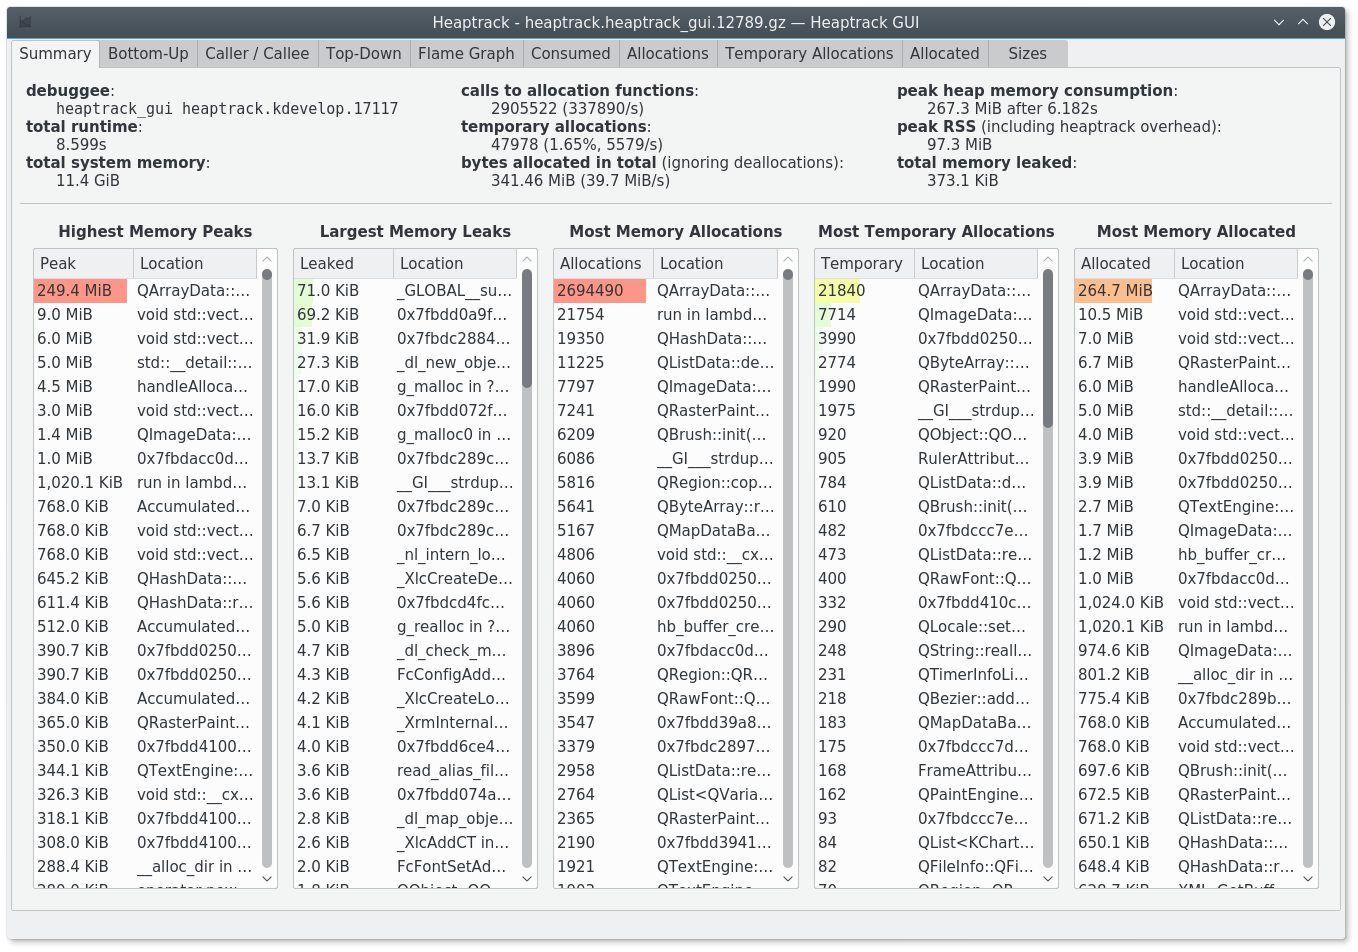 Heaptrack - heaptrack.heaptrack_gui.12789.gz — Heaptrack GUI
Summary Bottom-Up Caller / Callee Top-Down Flame Graph Consumed Allocations Temporary Allocations Allocated Sizes
debuggee:
heaptrack_gui heaptrack.kdevelop.17117
total runtime:
8.599s
total system memory:
11.4 GiB
calls to allocation functions:
2905522 (337890/s)
temporary allocations:
47978 (1.65%, 5579/s)
bytes allocated in total (ignoring deallocations):
341.46 MiB (39.7 MiB/s)
peak heap memory consumption:
267.3 MiB after 6.182s
peak RSS (including heaptrack overhead):
97.3 MiB
total memory leaked:
373.1 KiB
Highest Memory Peaks
Peak Location
249.4 MiB QArrayData::...
9.0 MiB void std::vect...
6.0 MiB void std::vect...
5.0 MiB std::__detail::...
4.5 MiB handleAlloca...
3.0 MiB void std::vect...
1.4 MiB QImageData:...
1.0 MiB 0x7fbdacc0d...
1,020.1 KiB run in lambd...
768.0 KiB Accumulated...
768.0 KiB void std::vect...
768.0 KiB void std::vect...
645.2 KiB QHashData::...
611.4 KiB QHashData::r...
512.0 KiB Accumulated...
390.7 KiB 0x7fbdd0250...
390.7 KiB 0x7fbdd0250...
384.0 KiB Accumulated...
365.0 KiB QRasterPaint...
350.0 KiB 0x7fbdd4100...
344.1 KiB QTextEngine:...
326.3 KiB void std::__cx...
318.1 KiB 0x7fbdd4100...
308.0 KiB 0x7fbdd4100...
288.4 KiB __alloc_dir in ...
Largest Memory Leaks
Leaked Location
71.0 KiB _GLOBAL__su...
69.2 KiB 0x7fbdd0a9f...
31.9 KiB 0x7fbdc2884...
27.3 KiB _dl_new_obje...
17.0 KiB g_malloc in ?...
16.0 KiB 0x7fbdd072f...
15.2 KiB g_malloc0 in ...
13.7 KiB 0x7fbdc289c...
13.1 KiB __GI___strdup...
7.0 KiB 0x7fbdc289c...
6.7 KiB 0x7fbdc289c...
6.5 KiB _nl_intern_lo...
5.6 KiB _XlcCreateDe...
5.6 KiB 0x7fbdcd4fc...
5.0 KiB g_realloc in ?...
4.7 KiB _dl_check_m...
4.3 KiB FcConfigAdd...
4.2 KiB _XlcCreateLo...
4.1 KiB _XrmInternal...
4.0 KiB 0x7fbdd6ce4...
3.6 KiB read_alias_fil...
3.6 KiB 0x7fbdd074a...
2.8 KiB _dl_map_obje...
2.6 KiB _XlcAddCT in ...
2.0 KiB FcFontSetAd...
Most Memory Allocations
Allocations Location
2694490 QArrayData::...
21754 run in lambd...
19350 QHashData::...
11225 QListData::de...
7797 QImageData:...
7241 QRasterPaint...
6209 QBrush::init(...
6086 __GI___strdup...
5816 QRegion::cop...
5641 QByteArray::r...
5167 QMapDataBa...
4806 void std::__cx...
4060 0x7fbdd0250...
4060 0x7fbdd0250...
4060 hb_buffer_cre...
3896 0x7fbdacc0d...
3764 QRegion::QR...
3599 QRawFont::Q...
3547 0x7fbdd39a8...
3379 0x7fbdc2897...
2958 QListData::re...
2764 QList<QVaria...
2365 QRasterPaint...
2190 0x7fbdd3941...
1921 QTextEngine:...
Most Temporary Allocations
Temporary Location
21840 QArrayData::...
7714 QImageData:...
3990 0x7fbdd0250...
2774 QByteArray::...
1990 QRasterPaint...
1975 __GI___strdup...
920 QObject::QO...
905 RulerAttribut...
784 QListData::d...
610 QBrush::init(...
482 0x7fbdccc7e...
473 QListData::re...
400 QRawFont::Q...
332 0x7fbdd410c...
290 QLocale::set...
248 QString::reall...
231 QTimerInfoLi...
218 QBezier::add...
183 QMapDataBa...
175 0x7fbdccc7d...
168 FrameAttribu...
162 QPaintEngine...
93 0x7fbdccc7e...
84 QList<KChart...
82 QFileInfo::QFi...
Most Memory Allocated
Allocated Location
264.7 MiB QArrayData::...
10.5 MiB void std::vect...
7.0 MiB void std::vect...
6.7 MiB QRasterPaint...
6.0 MiB handleAlloca...
5.0 MiB std::__detail::...
4.0 MiB void std::vect...
3.9 MiB 0x7fbdd0250...
3.9 MiB 0x7fbdd0250...
2.7 MiB QTextEngine:...
1.7 MiB QImageData:...
1.2 MiB hb_buffer_cr...
1.0 MiB 0x7fbdacc0d...
1,024.0 KiB void std::vect...
1,020.1 KiB run in lambd...
974.6 KiB QImageData:...
801.2 KiB __alloc_dir in ...
775.4 KiB 0x7fbdc289b...
768.0 KiB Accumulated...
768.0 KiB void std::vect...
697.6 KiB QBrush::init(...
672.5 KiB QRasterPaint...
671.2 KiB QListData::re...
650.1 KiB QHashData::...
648.4 KiB QHashData::r...